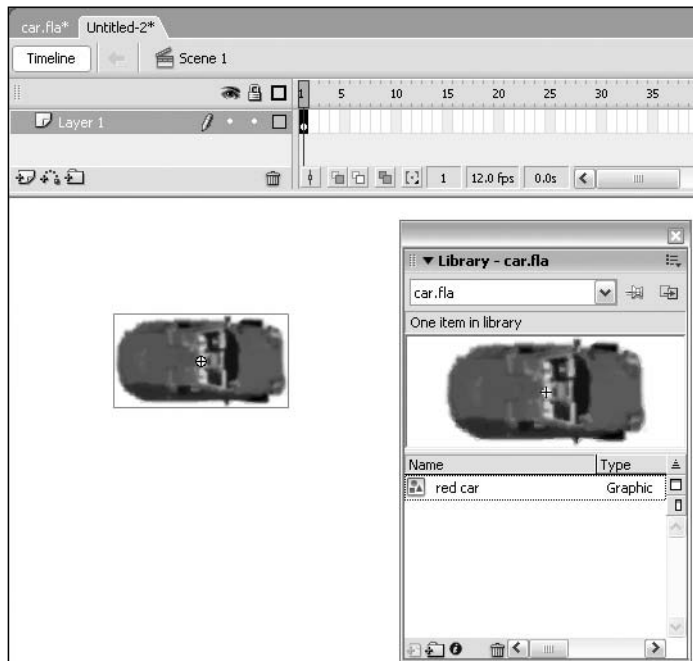 car.fla* Untitled-2*
Timeline Scene 1
1 5 10 15 20 25 30 35
Layer 1
1 12.0 fps 0.0s
Library - car.fla
car.fla
One item in library
Name Type
red car Graphic